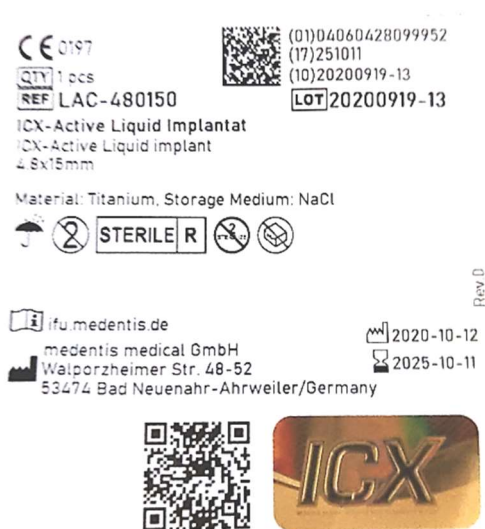 CE 0197
QTY 1 pcs
REF LAC-480150
(01)04060428099952
(17)251011
(10)20200919-13
LOT 20200919-13
ICX-Active Liquid Implantat
ICX-Active Liquid implant
4.8x15mm
Material: Titanium, Storage Medium: NaCl
2 STERILE R
Rev.D
i ifu.medentis.de
medentis medical GmbH
Walporzheimer Str. 48-52
53474 Bad Neuenahr-Ahrweiler/Germany
2020-10-12
2025-10-11
ICX